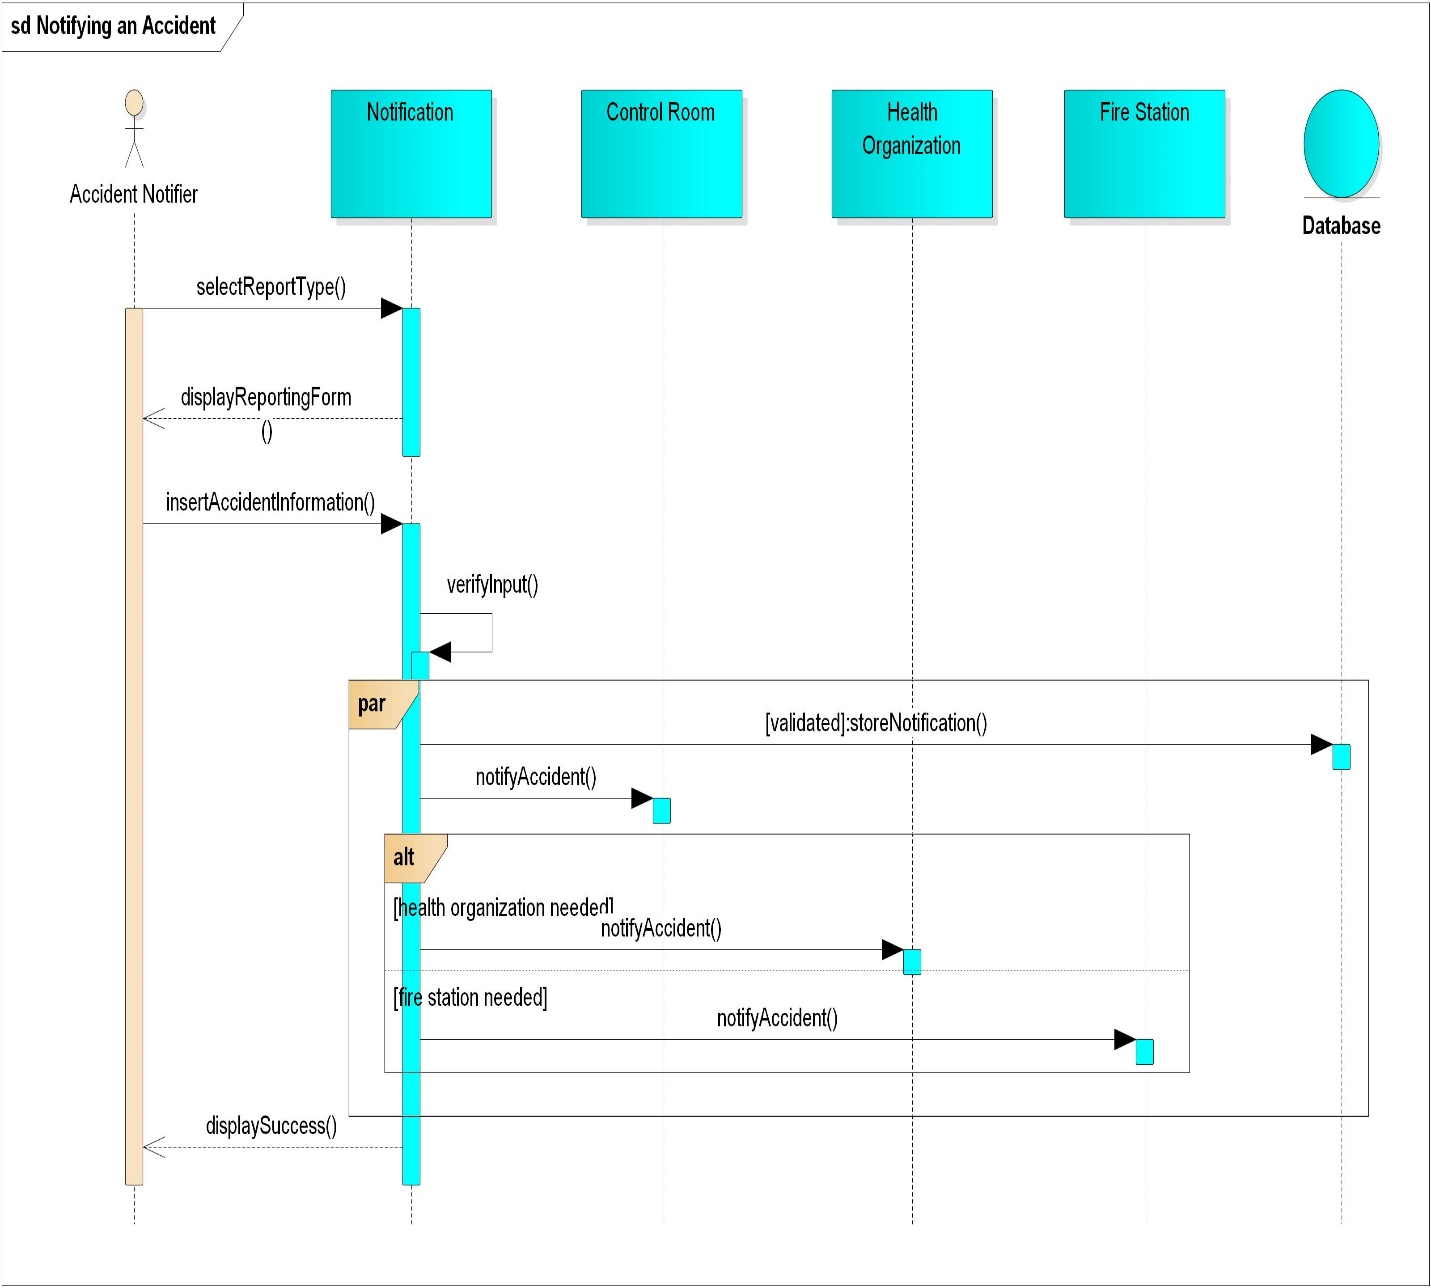 sd Notifying an Accident
Accident Notifier
Notification
Control Room
Health
Organization
Fire Station
Database
selectReportType()
displayReportingForm
()
insertAccidentInformation()
verifyInput()
par
[validated]:storeNotification()
notifyAccident()
alt
[health organization needed]
notifyAccident()
[fire station needed]
notifyAccident()
displaySuccess()